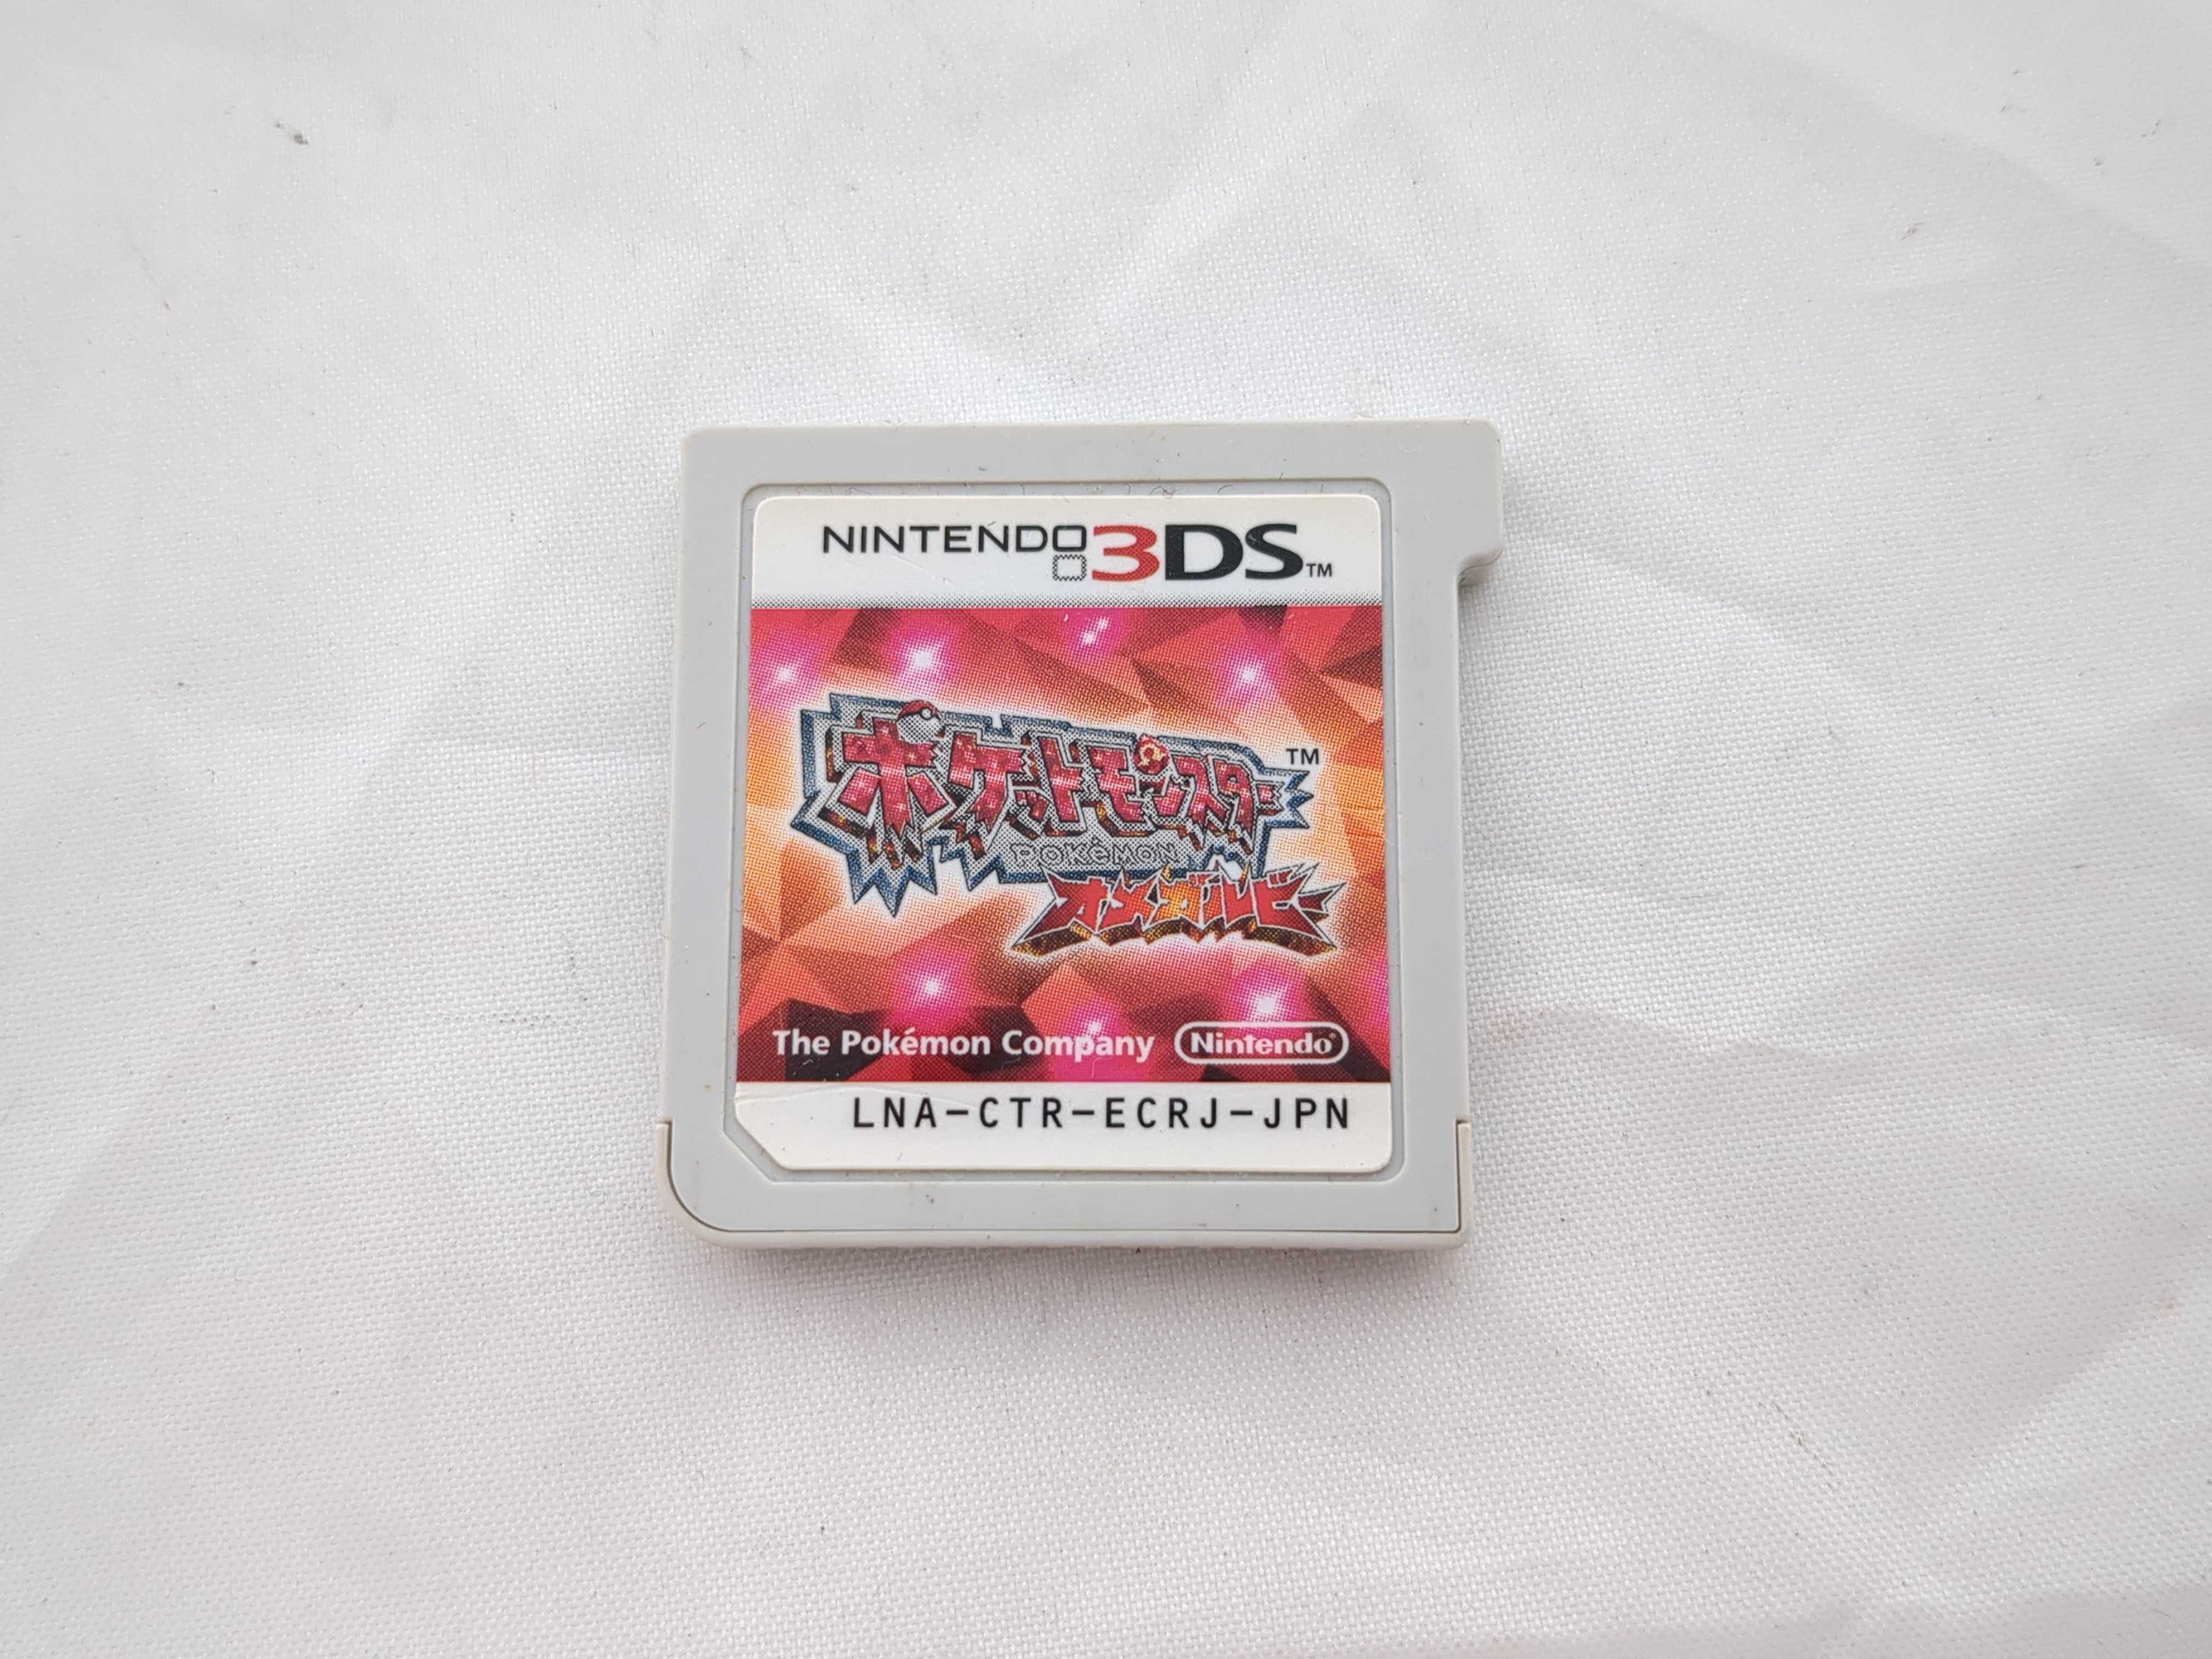 NINTENDO 3DS™
ポケットモンスター™
POKéMON
オメガルビー
The Pokémon Company Nintendo®
LNA-CTR-ECRJ-JPN